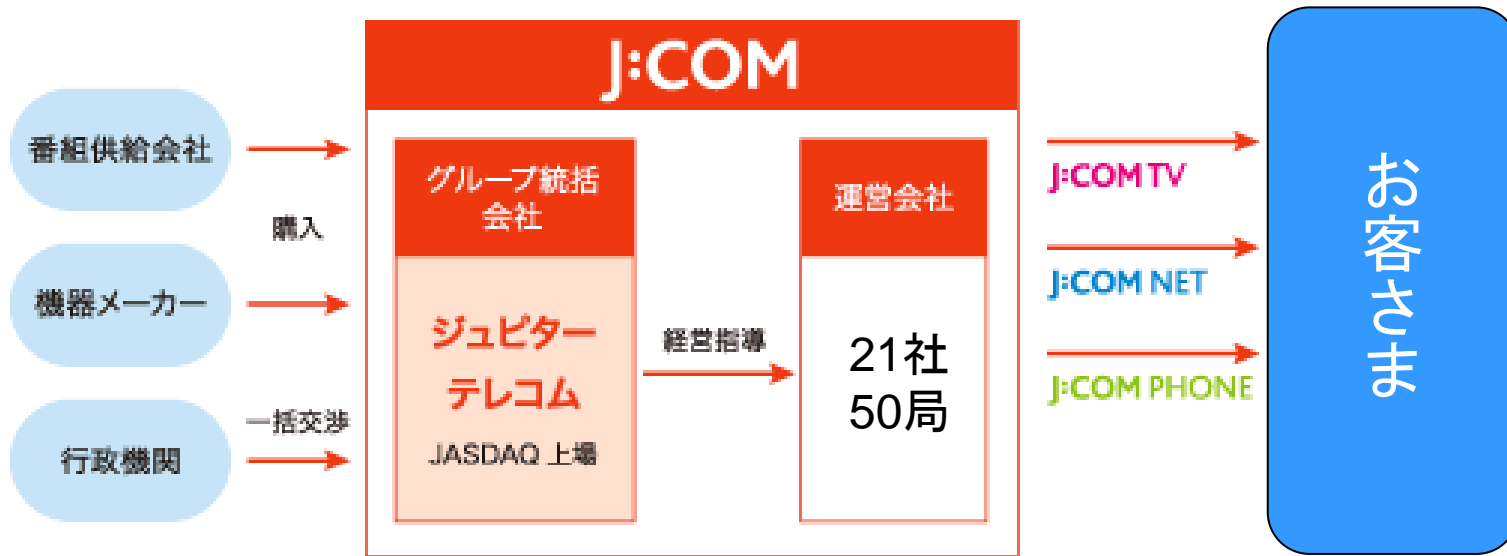 J:COM
番組供給会社
購入
機器メーカー
一括交渉
行政機関
グループ統括
会社
ジュピター
テレコム
JASDAQ 上場
経営指導
運営会社
21社
50局
J:COM TV
J:COM NET
J:COM PHONE
お客さま